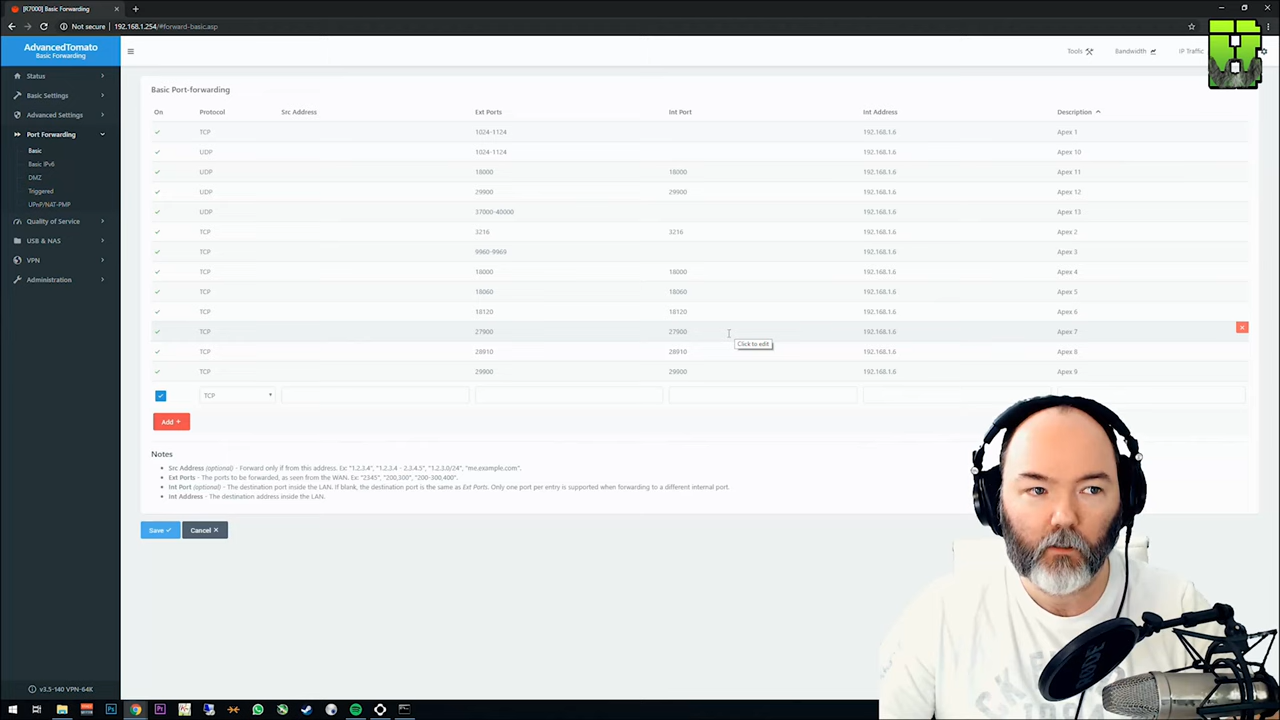 [R7000] Basic Forwarding
Not secure | 192.168.1.254/#forward-basic.asp
AdvancedTomato
Basic Forwarding
Tools
Bandwidth
IP Traffic
Status
Basic Settings
Advanced Settings
Port Forwarding
Basic
Basic IPv6
DMZ
Triggered
UPnP/NAT-PMP
Quality of Service
USB & NAS
VPN
Administration
v3.5-140 VPN-64K
Basic Port-forwarding
On Protocol Src Address Ext Ports Int Port Int Address Description
TCP 1024-1124 192.168.1.6 Apex 1
UDP 1024-1124 192.168.1.6 Apex 10
UDP 18000 18000 192.168.1.6 Apex 11
UDP 29900 29900 192.168.1.6 Apex 12
UDP 37000-40000 192.168.1.6 Apex 13
TCP 3216 3216 192.168.1.6 Apex 2
TCP 9960-9969 192.168.1.6 Apex 3
TCP 18000 18000 192.168.1.6 Apex 4
TCP 18060 18060 192.168.1.6 Apex 5
TCP 18120 18120 192.168.1.6 Apex 6
TCP 27900 27900 192.168.1.6 Apex 7
Click to edit
TCP 28910 28910 192.168.1.6 Apex 8
TCP 29900 29900 192.168.1.6 Apex 9
TCP
Add +
Notes
Src Address (optional) - Forward only if from this address. Ex: "1.2.3.4", "1.2.3.4 - 2.3.4.5", "1.2.3.0/24", "me.example.com".
Ext Ports - The ports to be forwarded, as seen from the WAN. Ex: "2345", "200,300", "200-300,400".
Int Port (optional) - The destination port inside the LAN. If blank, the destination port is the same as Ext Ports. Only one port per entry is supported when forwarding to a different internal port.
Int Address - The destination address inside the LAN.
Save
Cancel
RODE